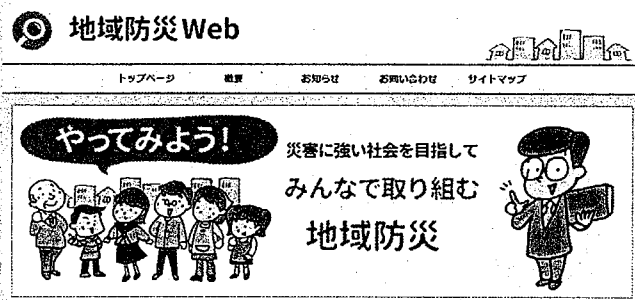 地域防災Web
トップページ 概要 お知らせ お問い合わせ サイトマップ
やってみよう!
災害に強い社会を目指して
みんなで取り組む
地域防災